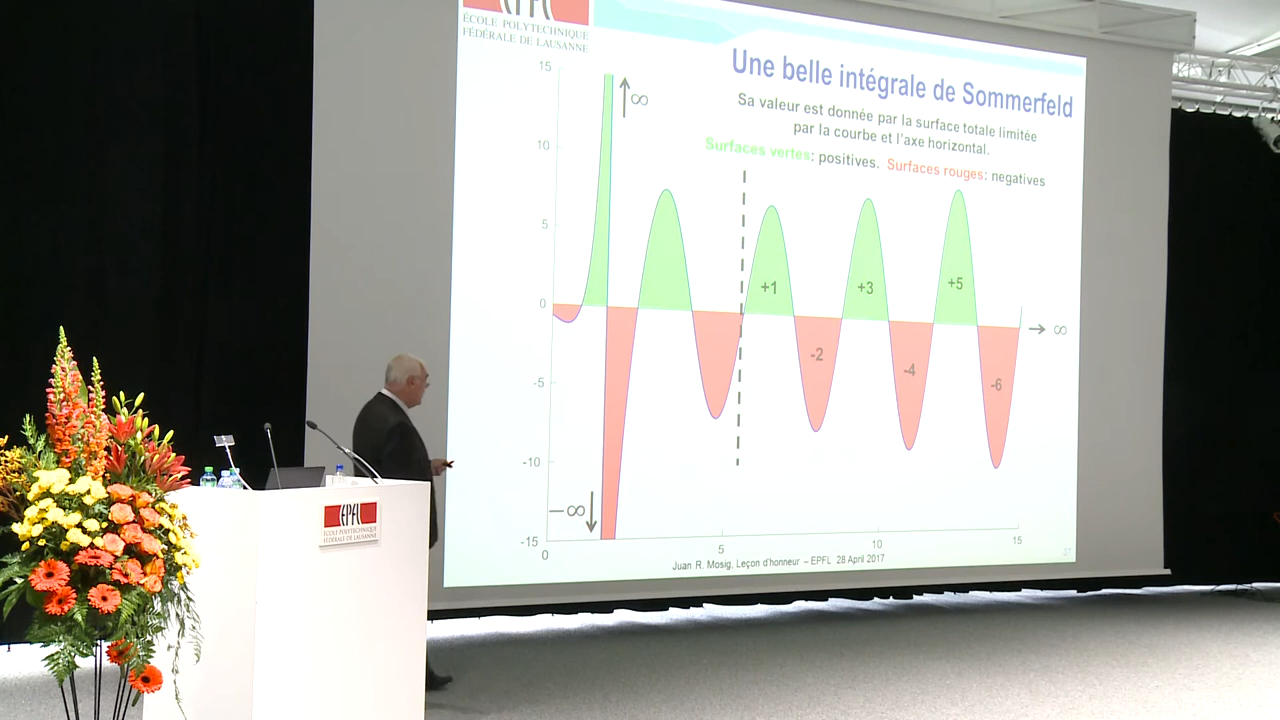 EPFL
ÉCOLE POLYTECHNIQUE
FÉDÉRALE DE LAUSANNE
Une belle intégrale de Sommerfeld
Sa valeur est donnée par la surface totale limitée
par la courbe et l'axe horizontal.
Surfaces vertes: positives. Surfaces rouges: negatives
15
10
5
0
-5
-10
-15
∞
+1
+3
+5
-2
-4
-6
→ ∞
−∞
0
5
10
15
Juan R. Mosig, Leçon d'honneur – EPFL 28 April 2017
37
EPFL
ÉCOLE POLYTECHNIQUE
FÉDÉRALE DE LAUSANNE